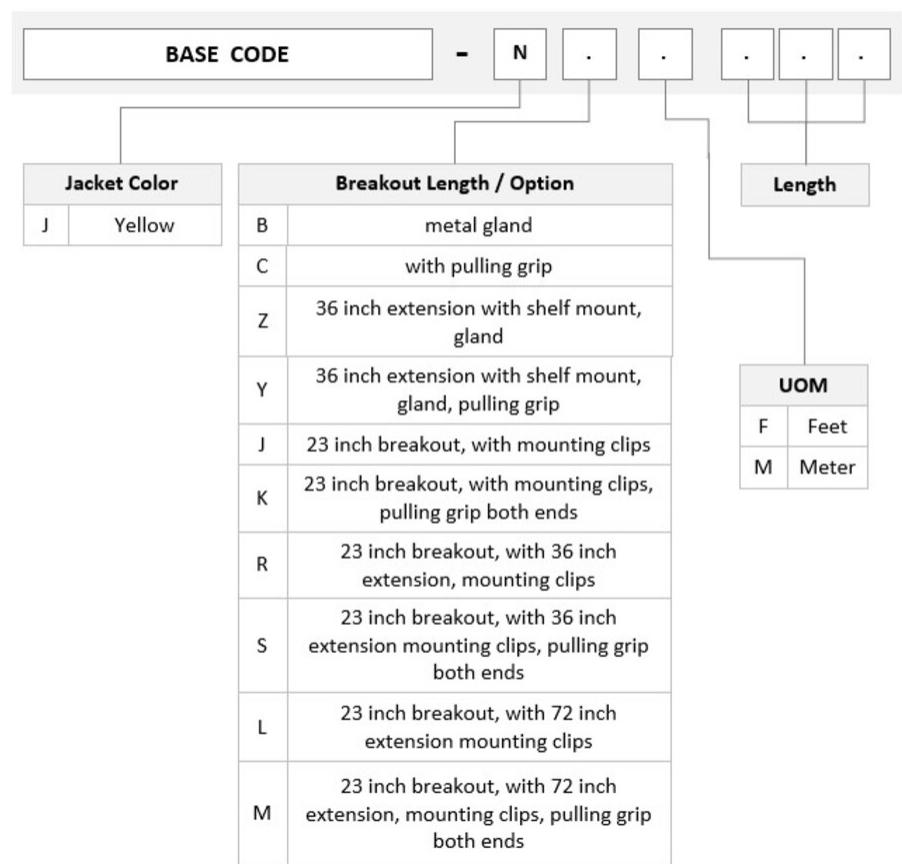 BASE CODE - N . . . . .
Jacket Color
J Yellow
Breakout Length / Option
B metal gland
C with pulling grip
Z 36 inch extension with shelf mount,
gland
Y 36 inch extension with shelf mount,
gland, pulling grip
J 23 inch breakout, with mounting clips
K 23 inch breakout, with mounting clips,
pulling grip both ends
R 23 inch breakout, with 36 inch
extension, mounting clips
S 23 inch breakout, with 36 inch
extension mounting clips, pulling grip
both ends
L 23 inch breakout, with 72 inch
extension mounting clips
M 23 inch breakout, with 72 inch
extension, mounting clips, pulling grip
both ends
Length
UOM
F Feet
M Meter